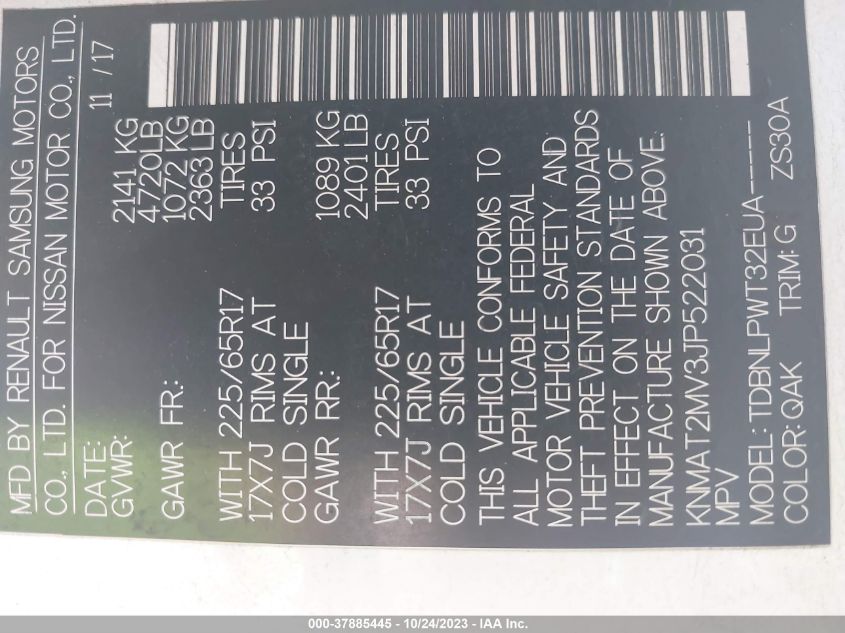 MFD BY RENAULT SAMSUNG MOTORS
CO., LTD. FOR NISSAN MOTOR CO., LTD.
DATE: 11 / 17
GVWR: 2141 KG
4720LB
GAWR FR.: 1072 KG
2363 LB
WITH 225/65R17 TIRES
17X7J RIMS AT 33 PSI
COLD SINGLE
GAWR RR.: 1089 KG
2401 LB
WITH 225/65R17 TIRES
17X7J RIMS AT 33 PSI
COLD SINGLE
THIS VEHICLE CONFORMS TO
ALL APPLICABLE FEDERAL
MOTOR VEHICLE SAFETY AND
THEFT PREVENTION STANDARDS
IN EFFECT ON THE DATE OF
MANUFACTURE SHOWN ABOVE.
KNMAT2MV3JP522031
MPV
MODEL: TDBNLPWT32EUA------
COLOR: QAK TRIM: G ZS30A
000-37885445 - 10/24/2023 - IAA Inc.